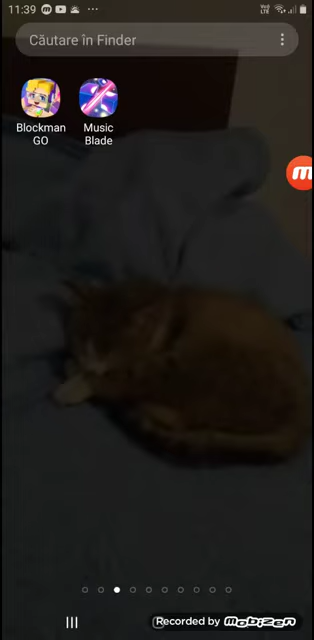 11:39
Căutare în Finder
Blockman
GO
Music
Blade
Recorded by mobizen